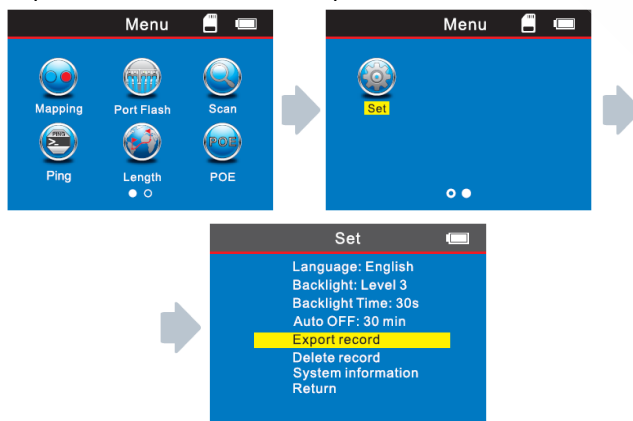 Menu
Menu
Mapping
Port Flash
Scan
PING
Ping
Length
POE
POE
Set
Set
Language: English
Backlight: Level 3
Backlight Time: 30s
Auto OFF: 30 min
Export record
Delete record
System information
Return